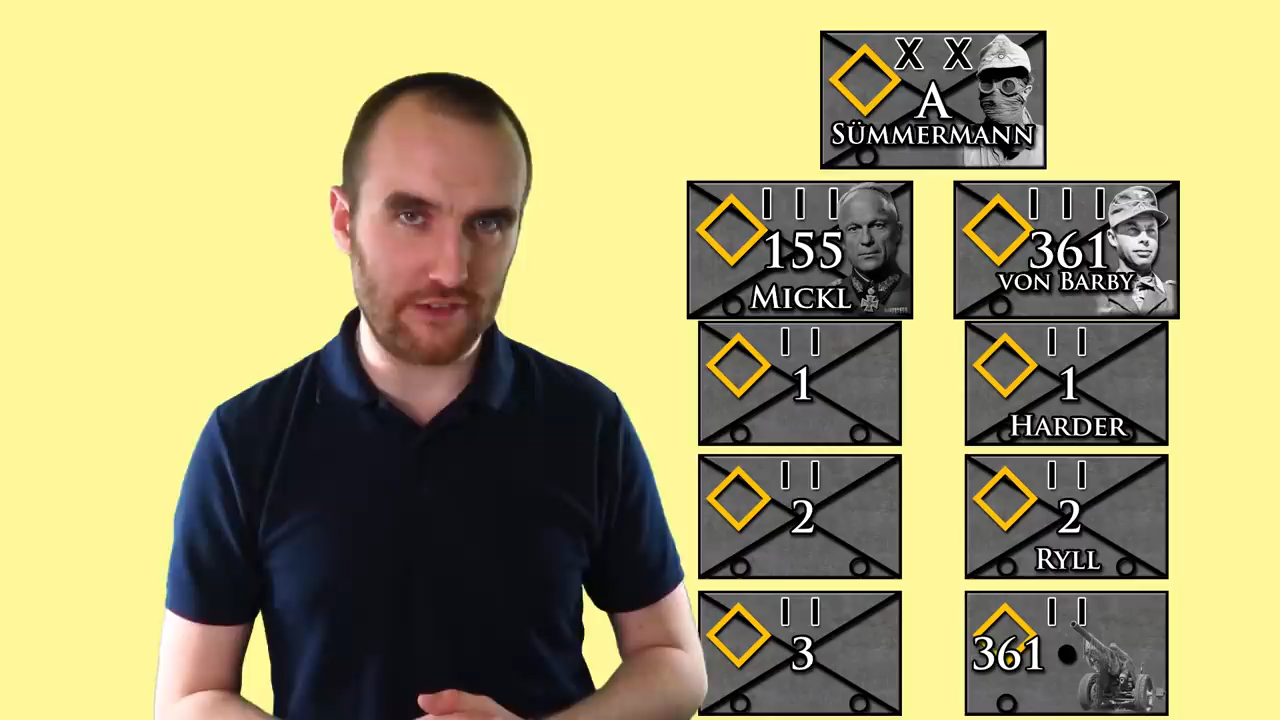 X X
A
SÜMMERMANN
I I I
155
MICKL
I I I
361
VON BARBY
I I
1
I I
1
HARDER
I I
2
I I
2
RYLL
I I
3
I I
361